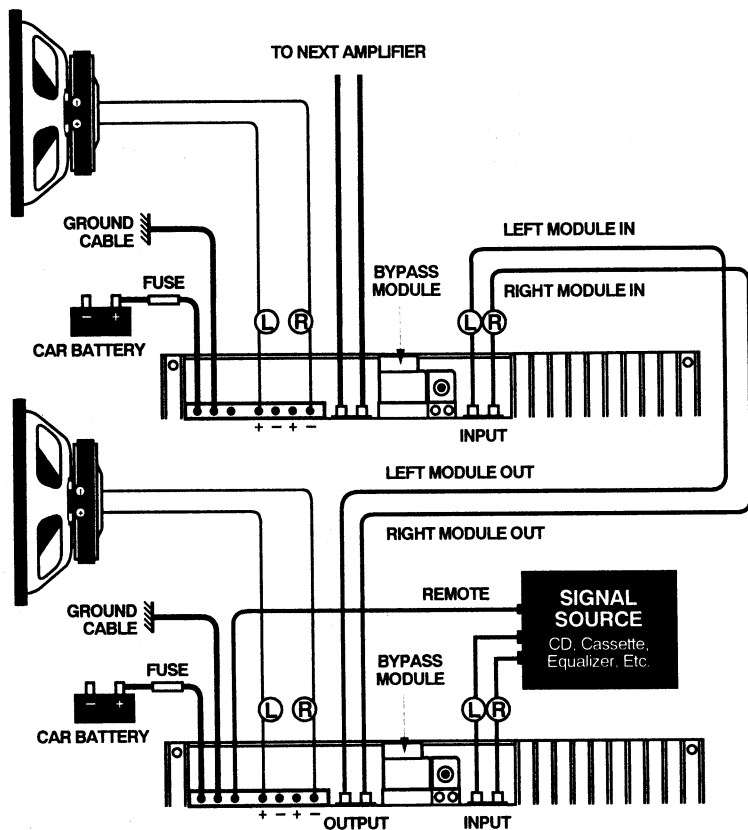 TO NEXT AMPLIFIER
−
+
GROUND
CABLE
LEFT MODULE IN
BYPASS
MODULE
FUSE
RIGHT MODULE IN
− +
L R
L R
CAR BATTERY
+ − + −
INPUT
LEFT MODULE OUT
−
+
RIGHT MODULE OUT
REMOTE
SIGNAL
SOURCE
CD, Cassette,
Equalizer, Etc.
GROUND
CABLE
BYPASS
MODULE
FUSE
− +
L R
L R
CAR BATTERY
+ − + −
OUTPUT
INPUT